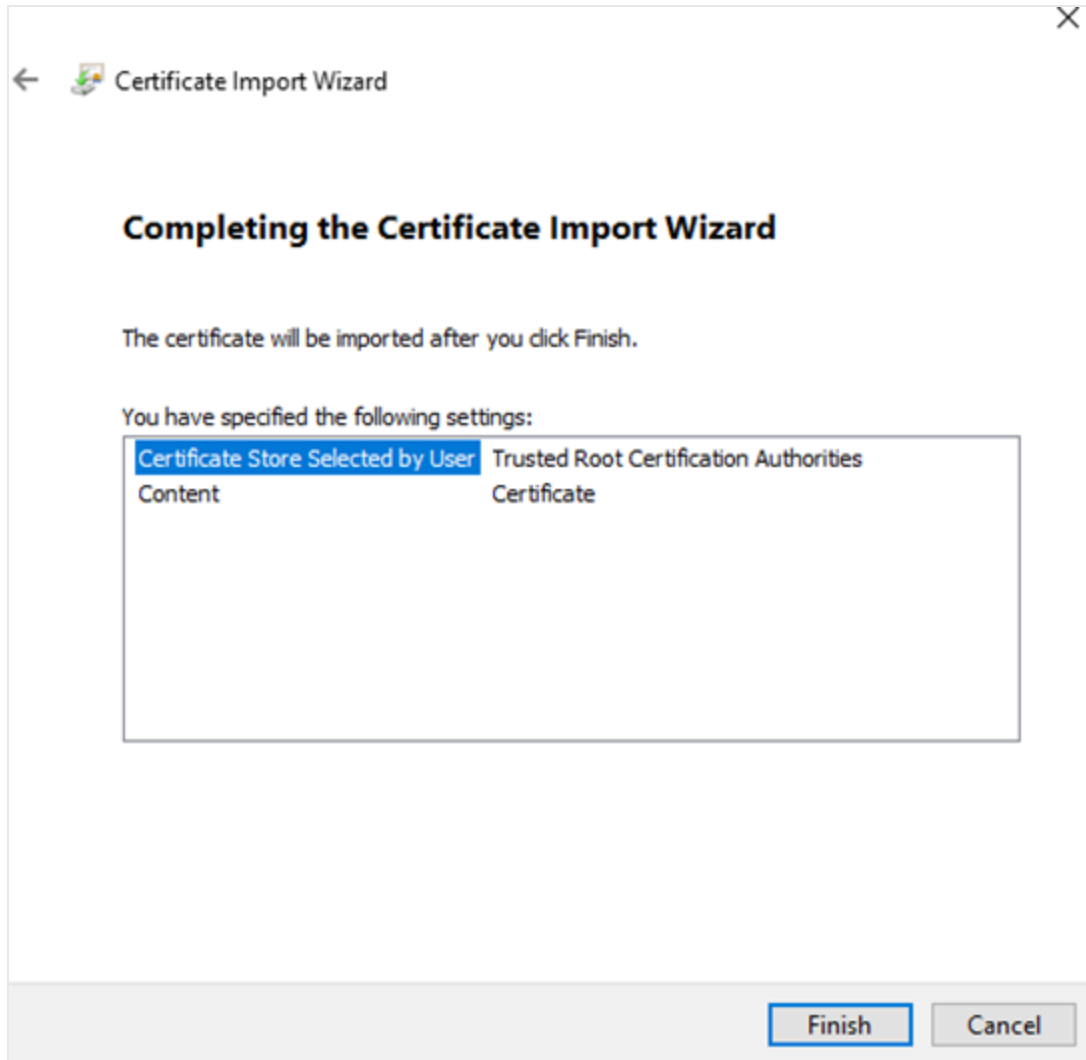 Certificate Import Wizard
Completing the Certificate Import Wizard
The certificate will be imported after you click Finish.
You have specified the following settings:
Certificate Store Selected by User Trusted Root Certification Authorities
Content Certificate
Finish Cancel